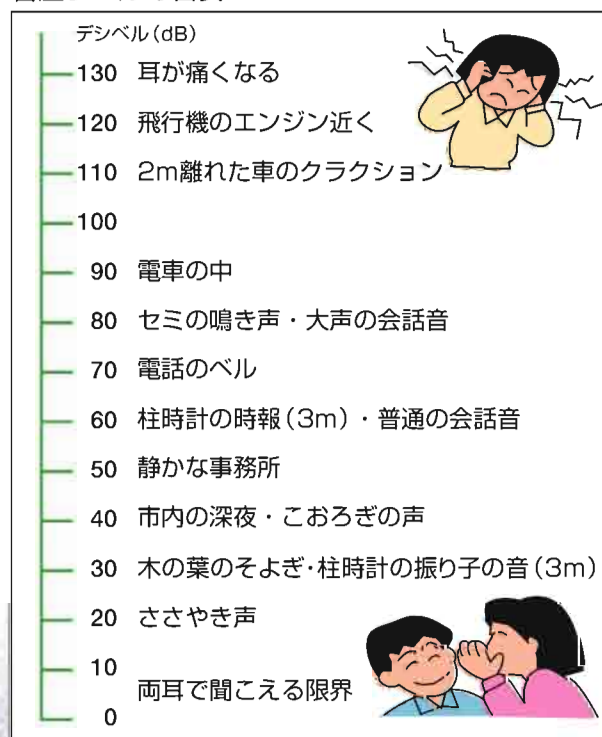 デシベル(dB)
130 耳が痛くなる
120 飛行機のエンジン近く
110 2m離れた車のクラクション
100
90 電車の中
80 セミの鳴き声・大声の会話音
70 電話のベル
60 柱時計の時報(3m)・普通の会話音
50 静かな事務所
40 市内の深夜・こおろぎの声
30 木の葉のそよぎ・柱時計の振り子の音(3m)
20 ささやき声
10
両耳で聞こえる限界
0